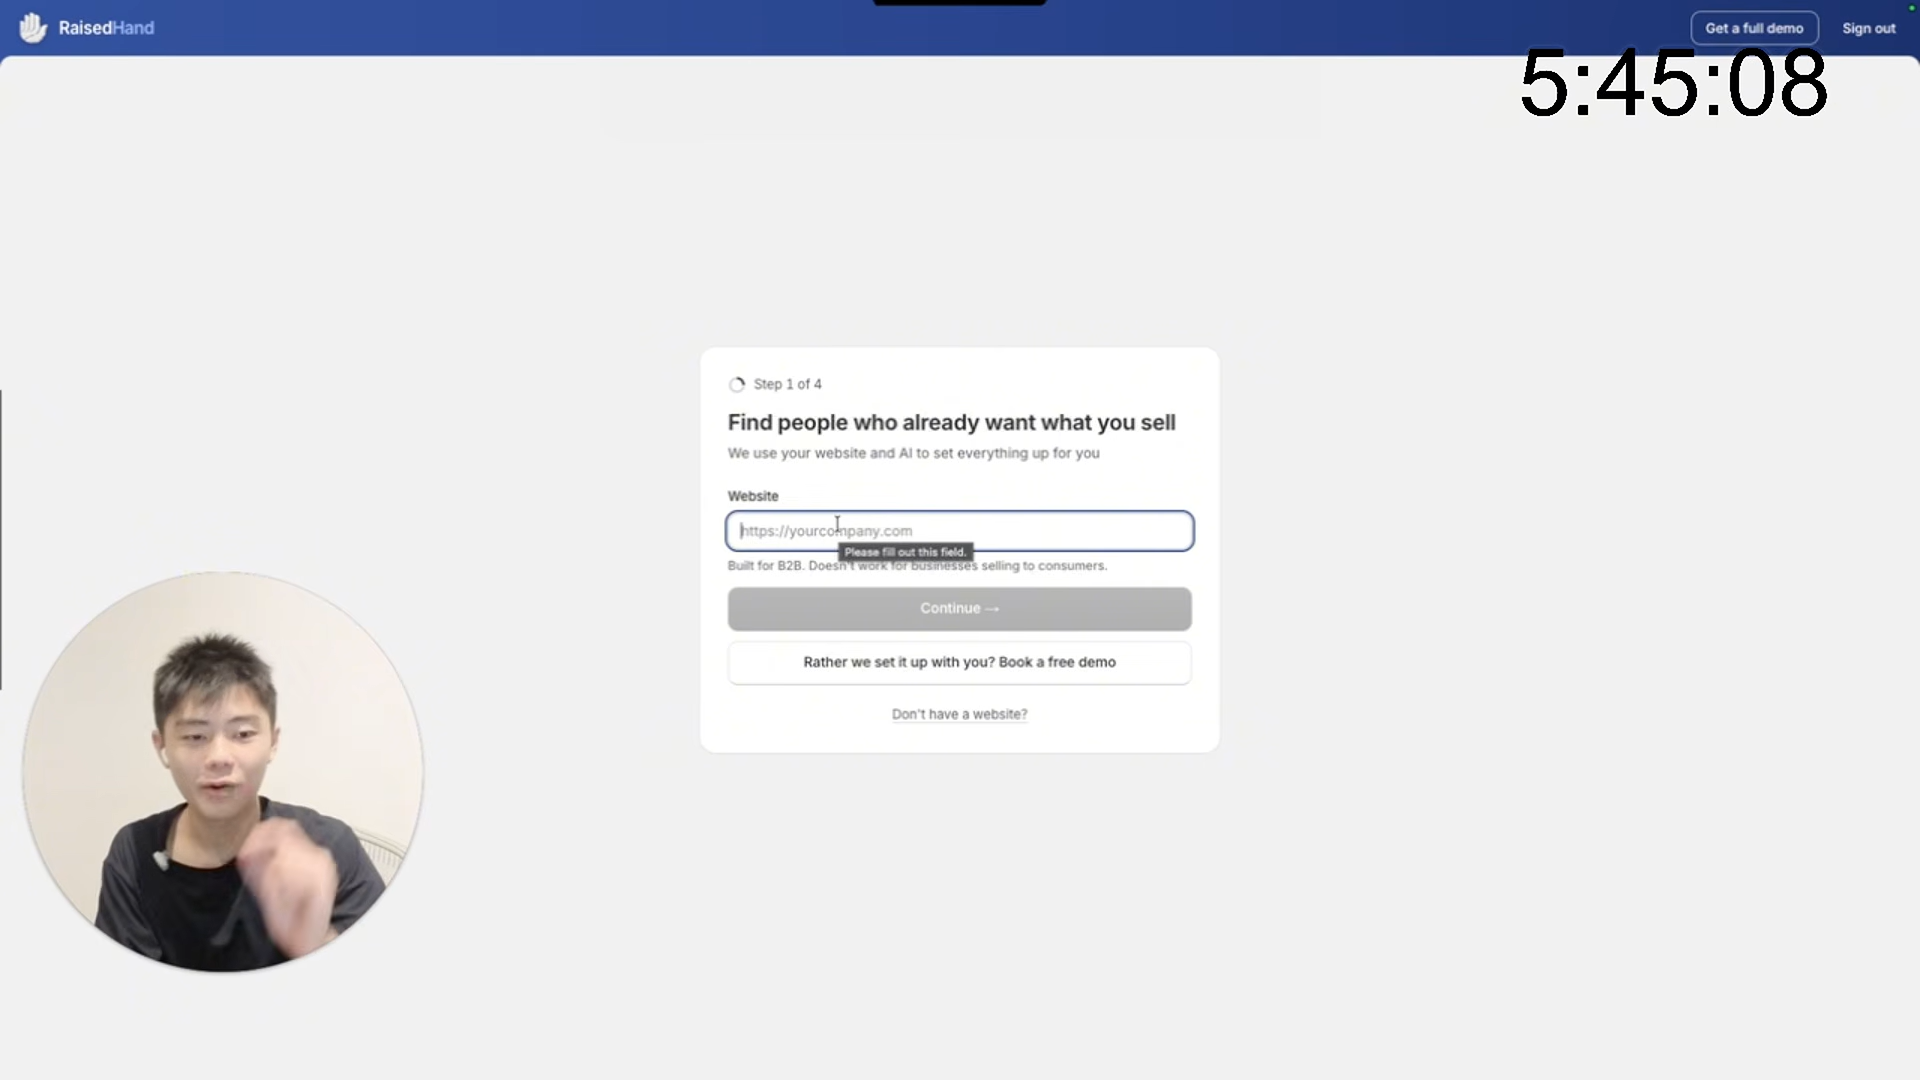 RaisedHand
Get a full demo
Sign out
5:45:08
Step 1 of 4
Find people who already want what you sell
We use your website and AI to set everything up for you
Website
https://yourcompany.com
Please fill out this field.
Built for B2B. Doesn't work for businesses selling to consumers.
Continue →
Rather we set it up with you? Book a free demo
Don't have a website?